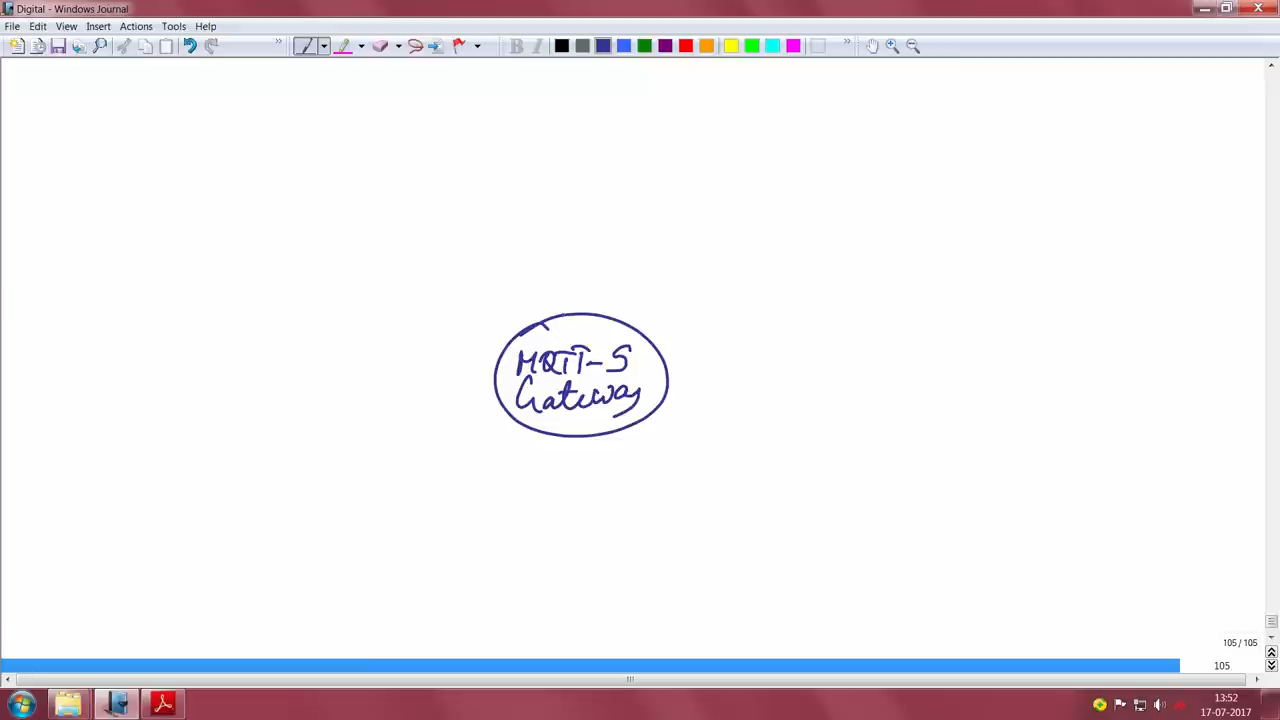 Digital - Windows Journal
File Edit View Insert Actions Tools Help
B I
MQTT-S
Gateway
105 / 105
105
13:52
17-07-2017